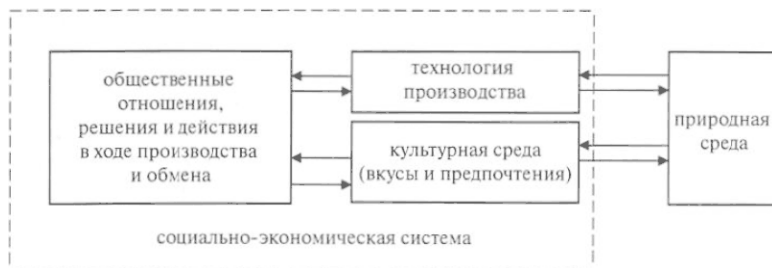 общественные
отношения,
решения и действия
в ходе производства
и обмена
технология
производства
культурная среда
(вкусы и предпочтения)
природная
среда
социально-экономическая система